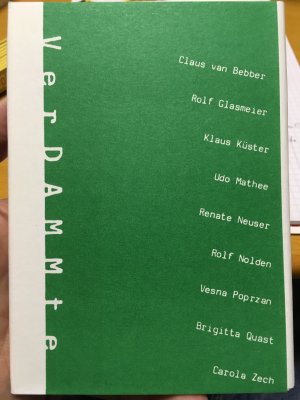 VerDAMMte
Claus van Bebber
Rolf Glasmeier
Klaus Küster
Udo Mathee
Renate Neuser
Rolf Nolden
Vesna Poprzan
Brigitta Quast
Carola Zech